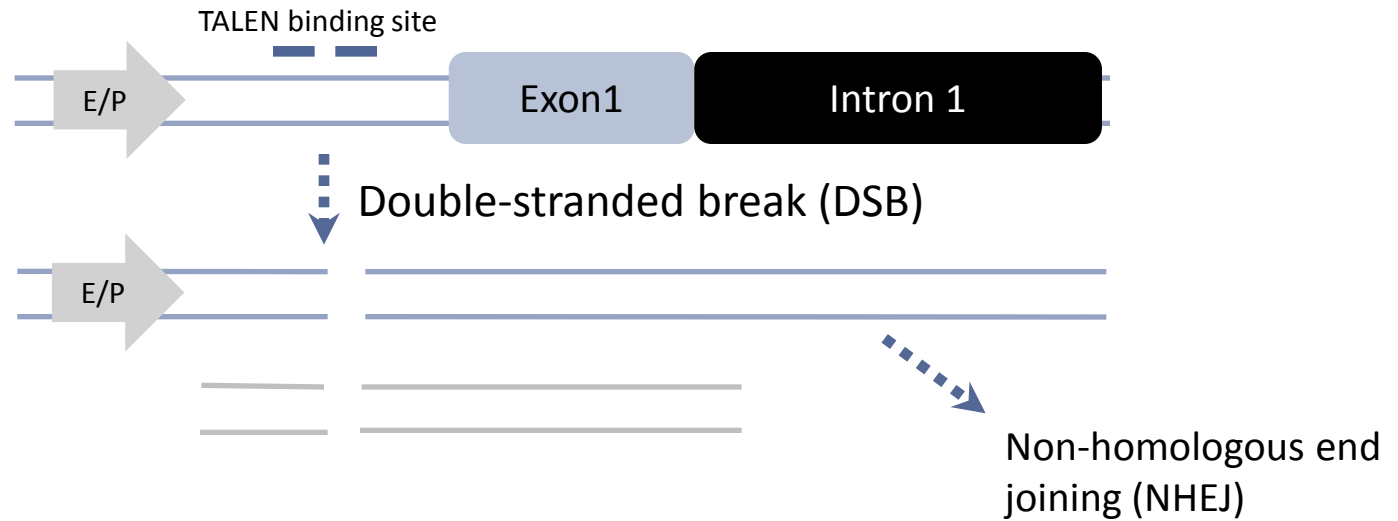 TALEN binding site
E/P
Exon1
Intron 1
Double-stranded break (DSB)
E/P
Non-homologous end
joining (NHEJ)